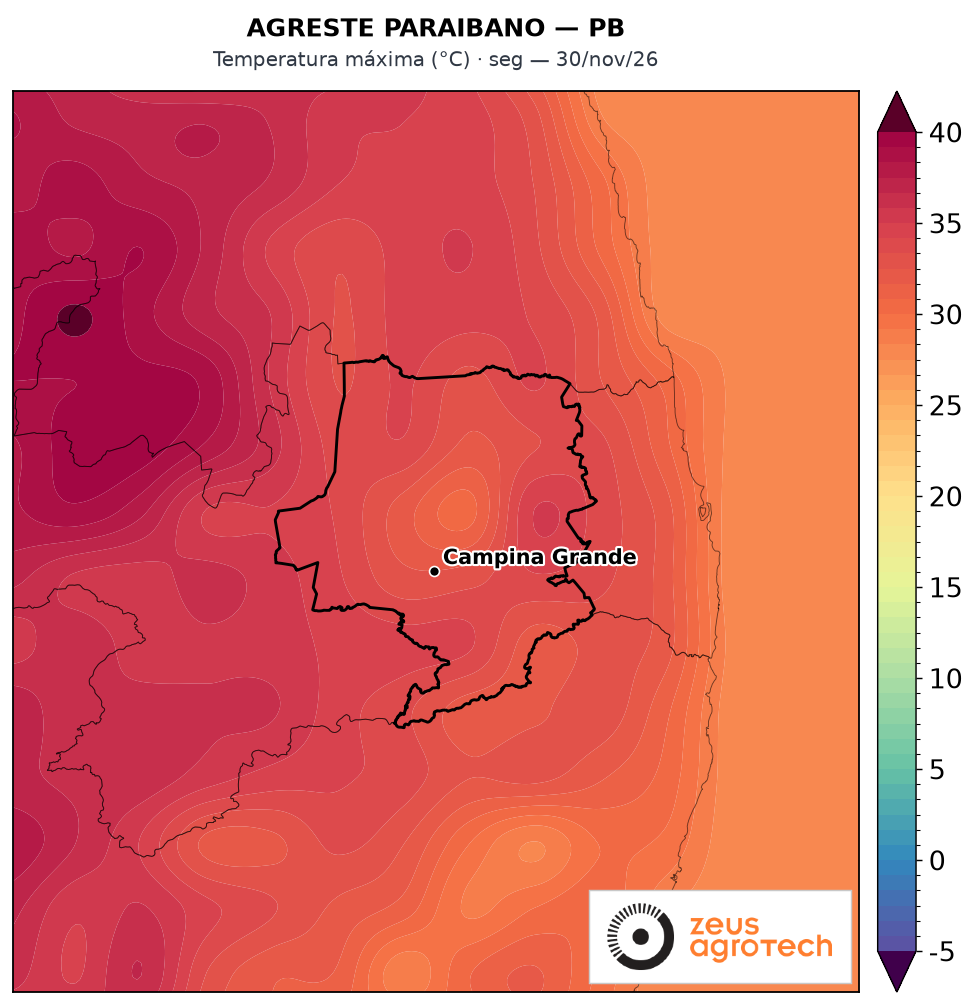 AGRESTE PARAIBANO — PB
Temperatura máxima (°C) · seg — 30/nov/26
40
35
30
25
20
15
10
5
0
-5
Campina Grande
zeus
agrotech